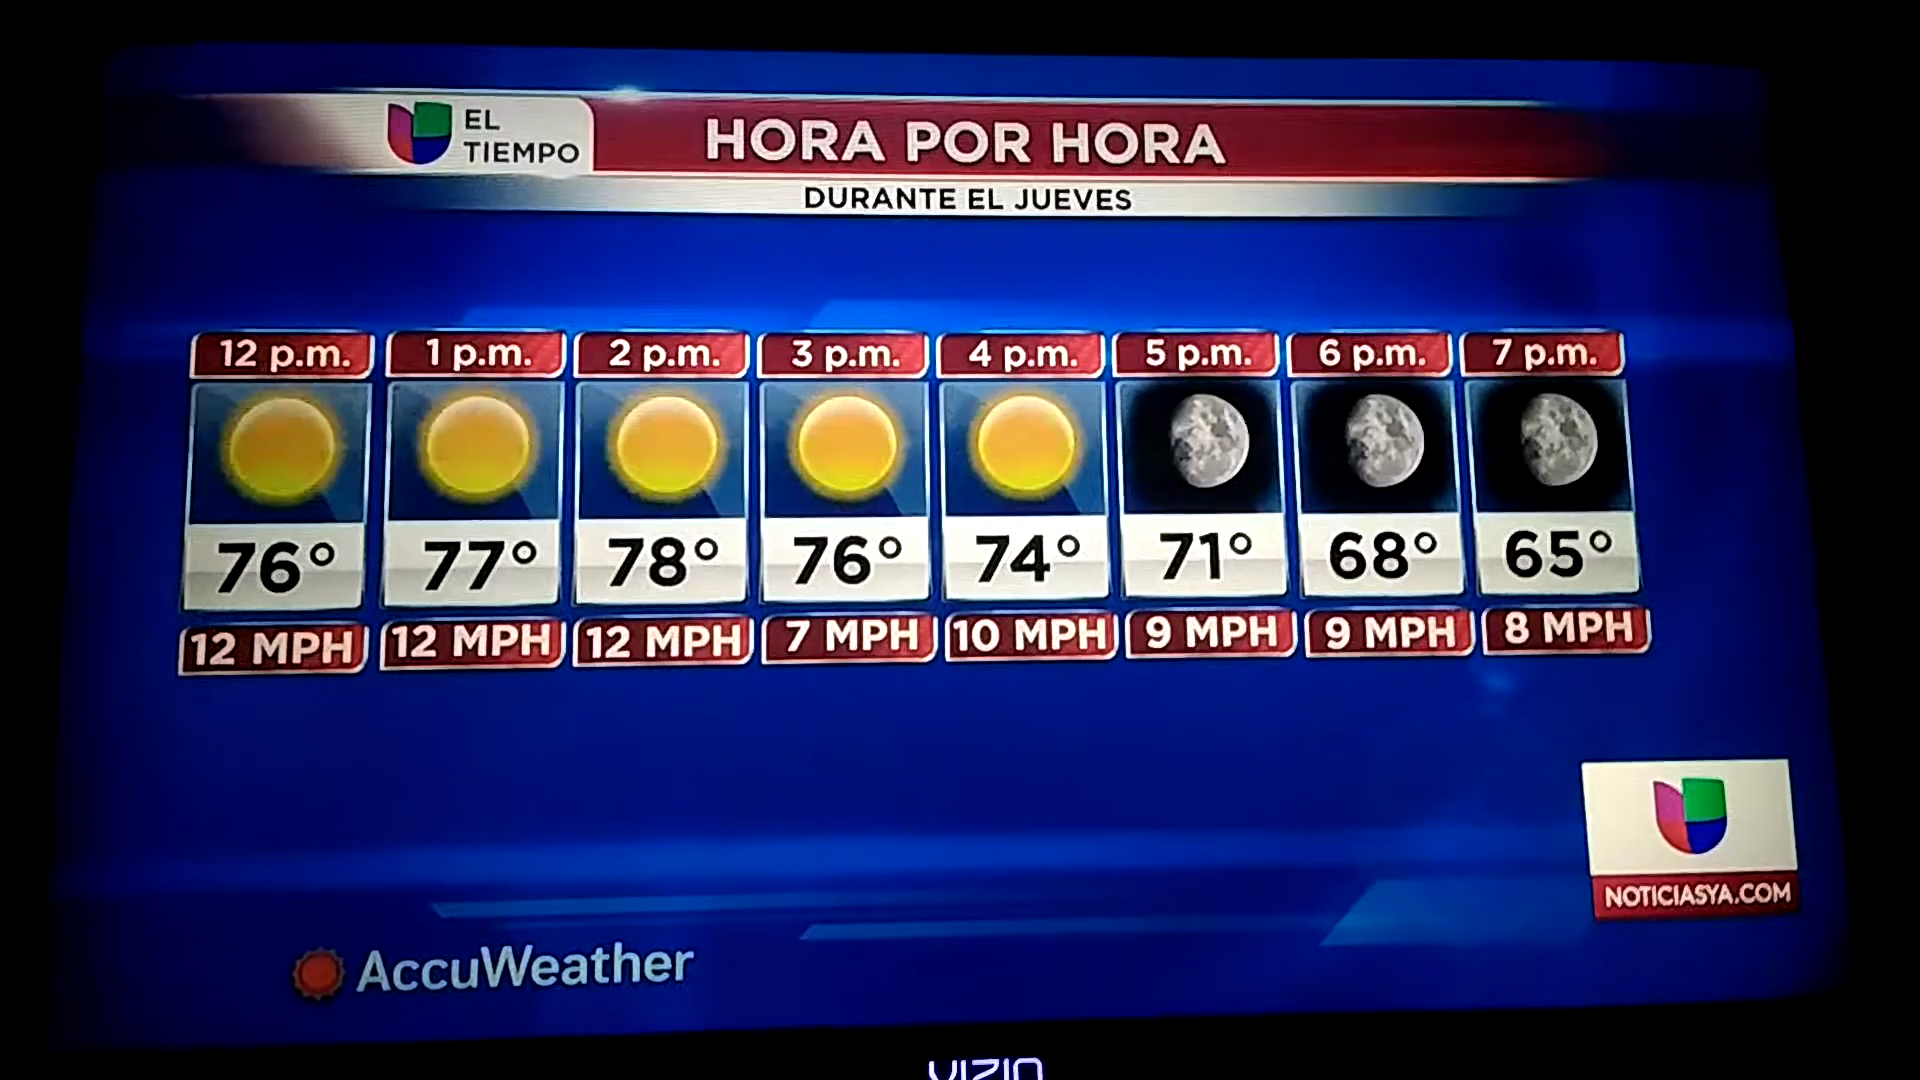 EL
TIEMPO
HORA POR HORA
DURANTE EL JUEVES
12 p.m. 1 p.m. 2 p.m. 3 p.m. 4 p.m. 5 p.m. 6 p.m. 7 p.m.
76° 77° 78° 76° 74° 71° 68° 65°
12 MPH 12 MPH 12 MPH 7 MPH 10 MPH 9 MPH 9 MPH 8 MPH
NOTICIASYA.COM
AccuWeather
VIZIO